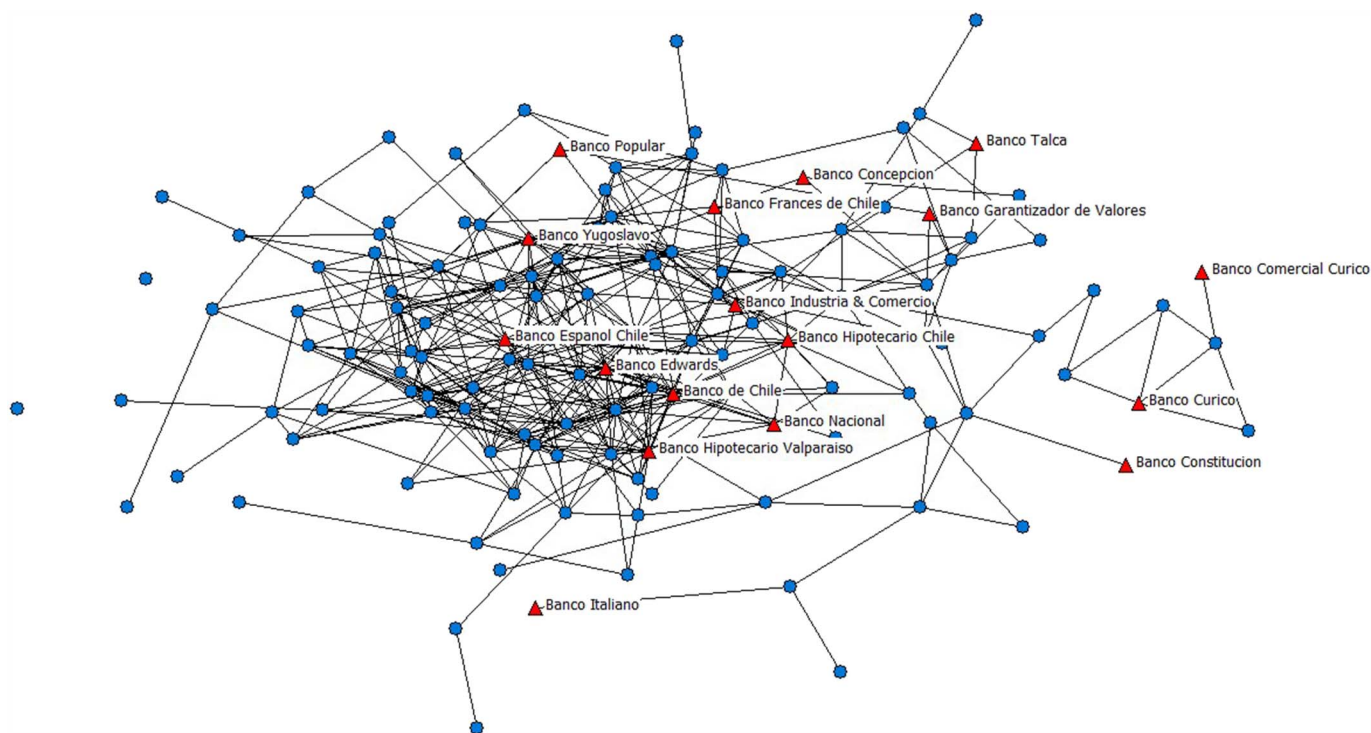 Banco Talca
Banco Popular
Banco Concepcion
Banco Frances de Chile
Banco Garantizador de Valores
Banco Yugoslavo
Banco Comercial Curico
Banco Industria & Comercio
Banco Espanol Chile
Banco Hipotecario Chile
Banco Edwards
Banco de Chile
Banco Curico
Banco Nacional
Banco Hipotecario Valparaiso
Banco Constitucion
Banco Italiano